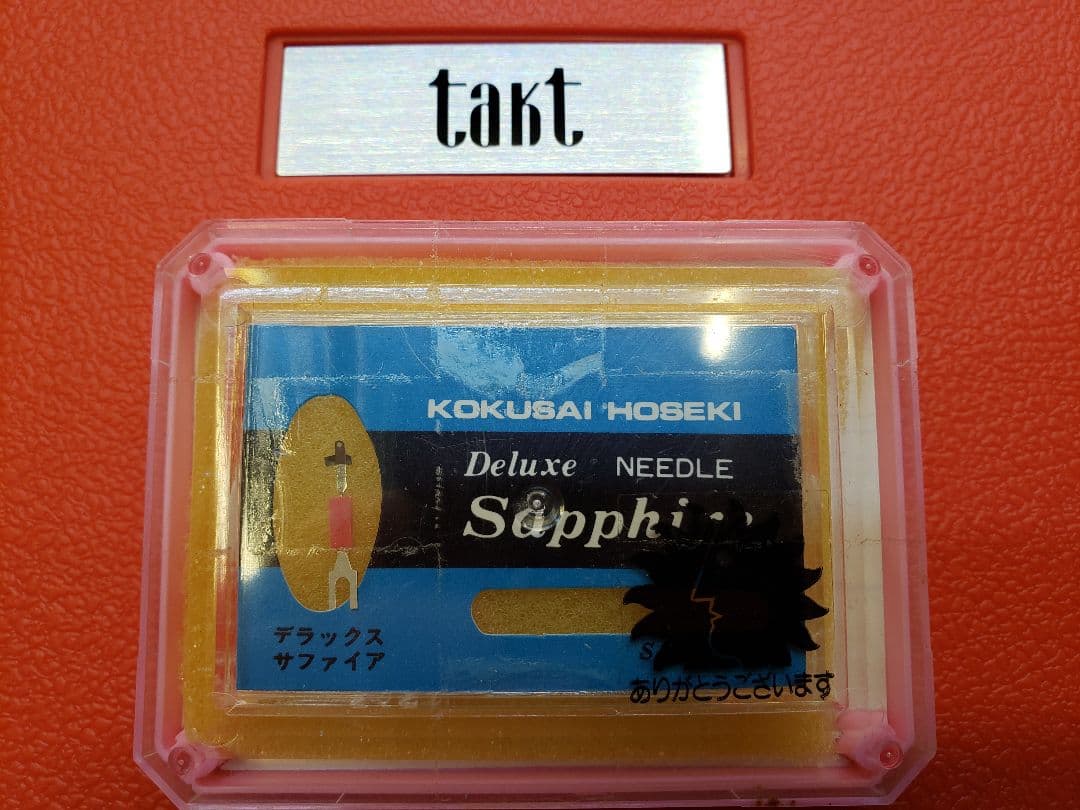 takt
KOKUSAI HOSEKI
Deluxe NEEDLE
Sapphire
デラックス
サファイア
ありがとうございます